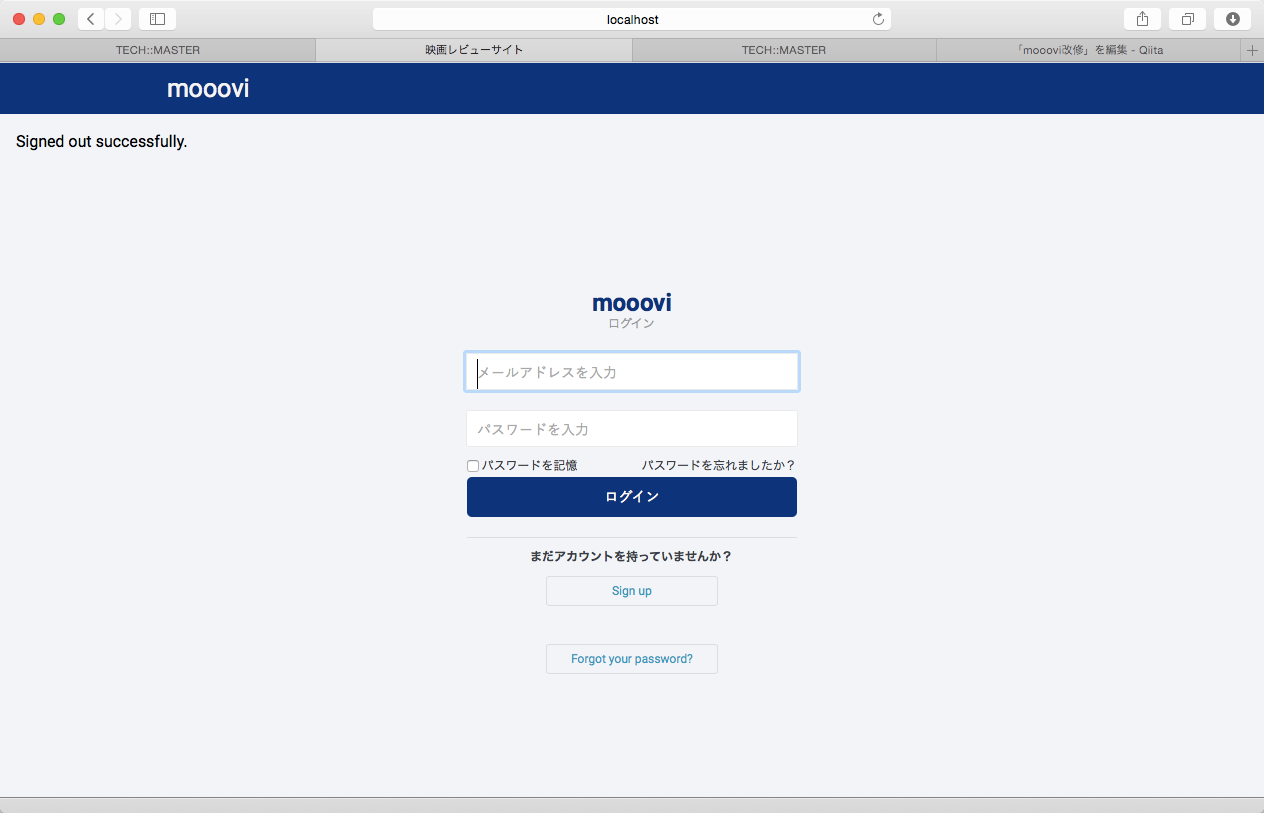 localhost
TECH::MASTER
映画レビューサイト
TECH::MASTER
「mooovi改修」を編集 - Qiita
mooovi
Signed out successfully.
mooovi
ログイン
メールアドレスを入力
パスワードを入力
パスワードを記憶
パスワードを忘れましたか？
ログイン
まだアカウントを持っていませんか？
Sign up
Forgot your password?